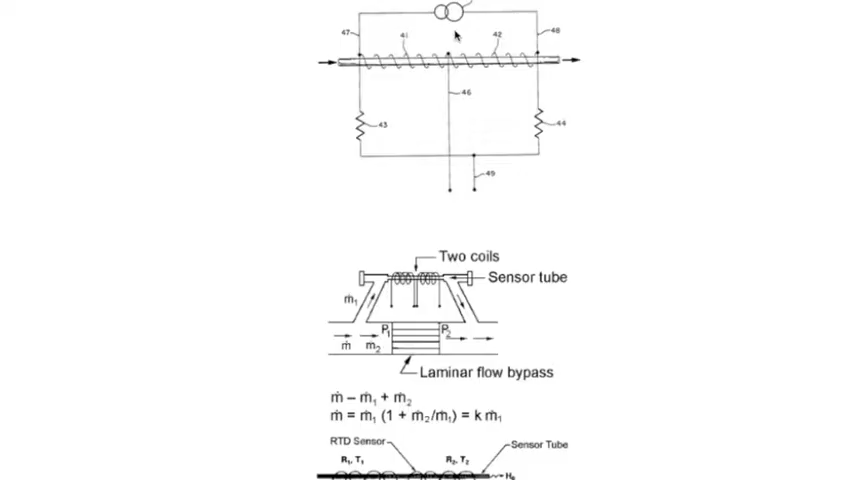 47
41
42
48
46
43
44
49
Two coils
Sensor tube
ṁ₁
P₁
P₂
ṁ
ṁ₂
Laminar flow bypass
ṁ – ṁ₁ + ṁ₂
ṁ = ṁ₁ (1 + ṁ₂/ṁ₁) = k ṁ₁
RTD Sensor
Sensor Tube
R₁, T₁
R₂, T₂